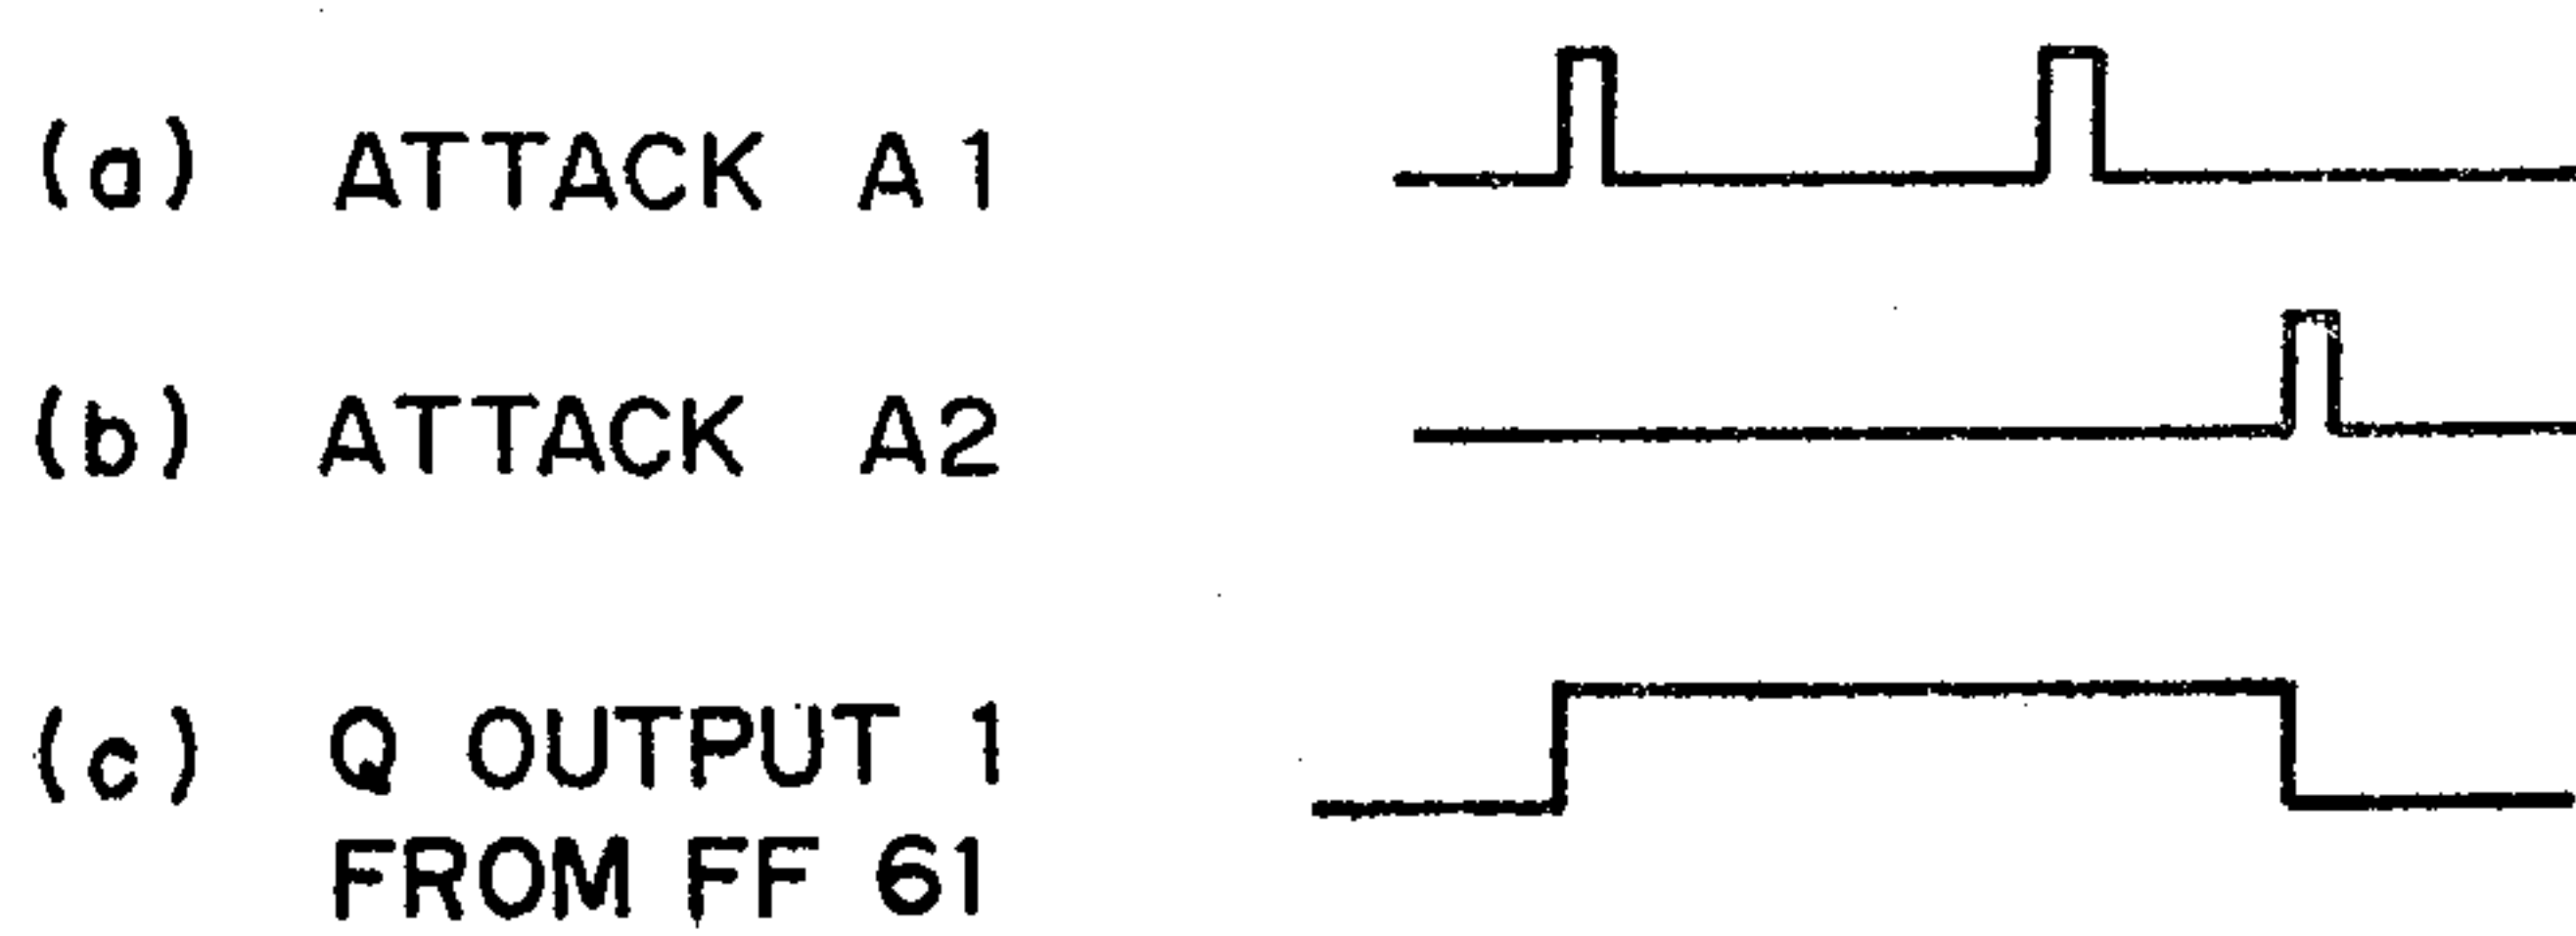 (a) ATTACK A1
(b) ATTACK A2
(c) Q OUTPUT 1
FROM FF 61